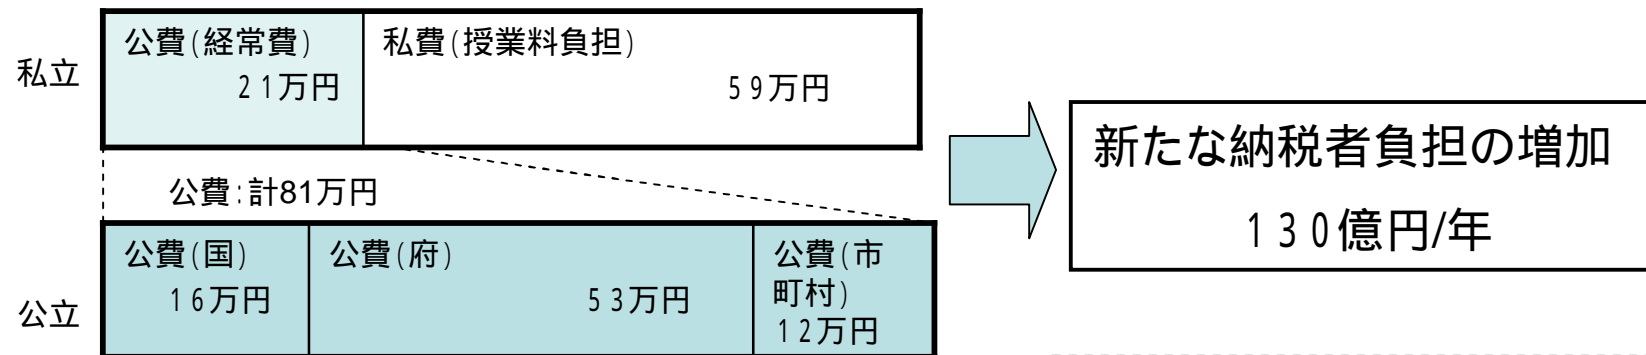 私立
公費(経常費)
21万円
私費(授業料負担)
59万円
公費:計81万円
公立
公費(国)
16万円
公費(府)
53万円
公費(市
町村)
12万円
新たな納税者負担の増加
130億円/年